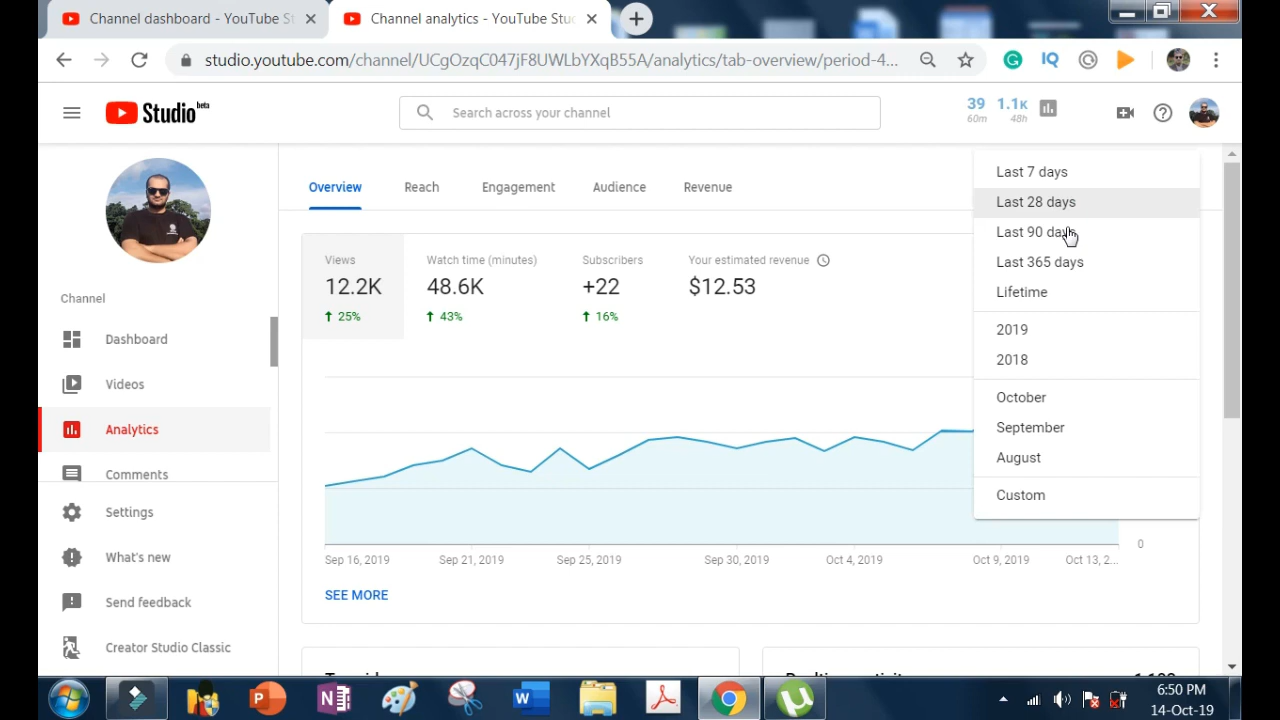 Channel dashboard - YouTube St
Channel analytics - YouTube Stu
studio.youtube.com/channel/UCgOzqC047jF8UWLbYXqB55A/analytics/tab-overview/period-4...
IQ
Studio beta
Search across your channel
39 1.1K
60m 48h
Channel
Dashboard
Videos
Analytics
Comments
Settings
What's new
Send feedback
Creator Studio Classic
Overview Reach Engagement Audience Revenue
Views Watch time (minutes) Subscribers Your estimated revenue
12.2K 48.6K +22 $12.53
25% 43% 16%
0
Sep 16, 2019 Sep 21, 2019 Sep 25, 2019 Sep 30, 2019 Oct 4, 2019 Oct 9, 2019 Oct 13, 2...
SEE MORE
Last 7 days
Last 28 days
Last 90 days
Last 365 days
Lifetime
2019
2018
October
September
August
Custom
6:50 PM
14-Oct-19